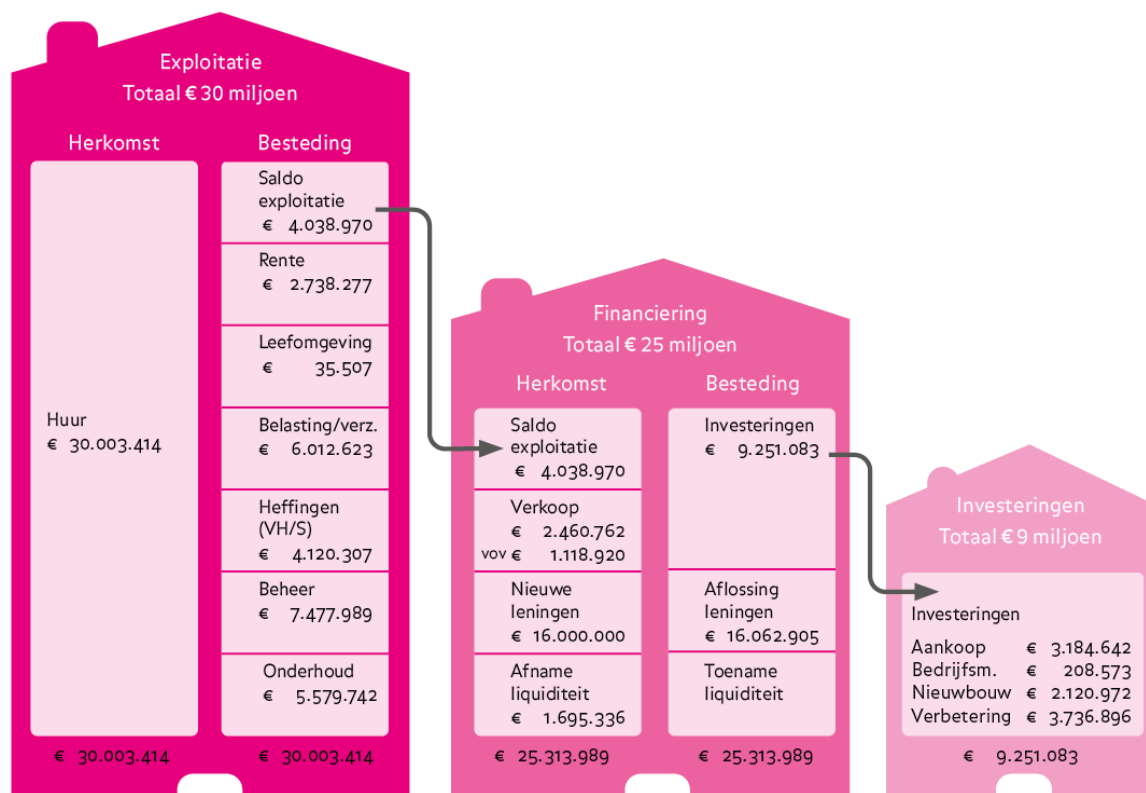 Exploitatie
Totaal € 30 miljoen
Herkomst
Huur
€ 30.003.414
€ 30.003.414
Besteding
Saldo
exploitatie
€ 4.038.970
Rente
€ 2.738.277
Leefomgeving
€ 35.507
Belasting/verz.
€ 6.012.623
Heffingen
(VH/S)
€ 4.120.307
Beheer
€ 7.477.989
Onderhoud
€ 5.579.742
€ 30.003.414
Financiering
Totaal € 25 miljoen
Herkomst
Saldo
exploitatie
€ 4.038.970
Verkoop
€ 2.460.762
vov € 1.118.920
Nieuwe
leningen
€ 16.000.000
Afname
liquiditeit
€ 1.695.336
€ 25.313.989
Besteding
Investeringen
€ 9.251.083
Aflossing
leningen
€ 16.062.905
Toename
liquiditeit
€ 25.313.989
Investeringen
Totaal € 9 miljoen
Investeringen
Aankoop € 3.184.642
Bedrijfsm. € 208.573
Nieuwbouw € 2.120.972
Verbetering € 3.736.896
€ 9.251.083